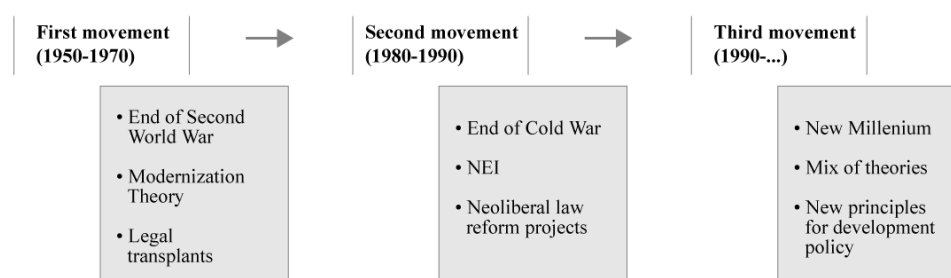 First movement
(1950-1970)
• End of Second
World War
• Modernization
Theory
• Legal
transplants
Second movement
(1980-1990)
• End of Cold War
• NEI
• Neoliberal law
reform projects
Third movement
(1990-...)
• New Millenium
• Mix of theories
• New principles
for development
policy